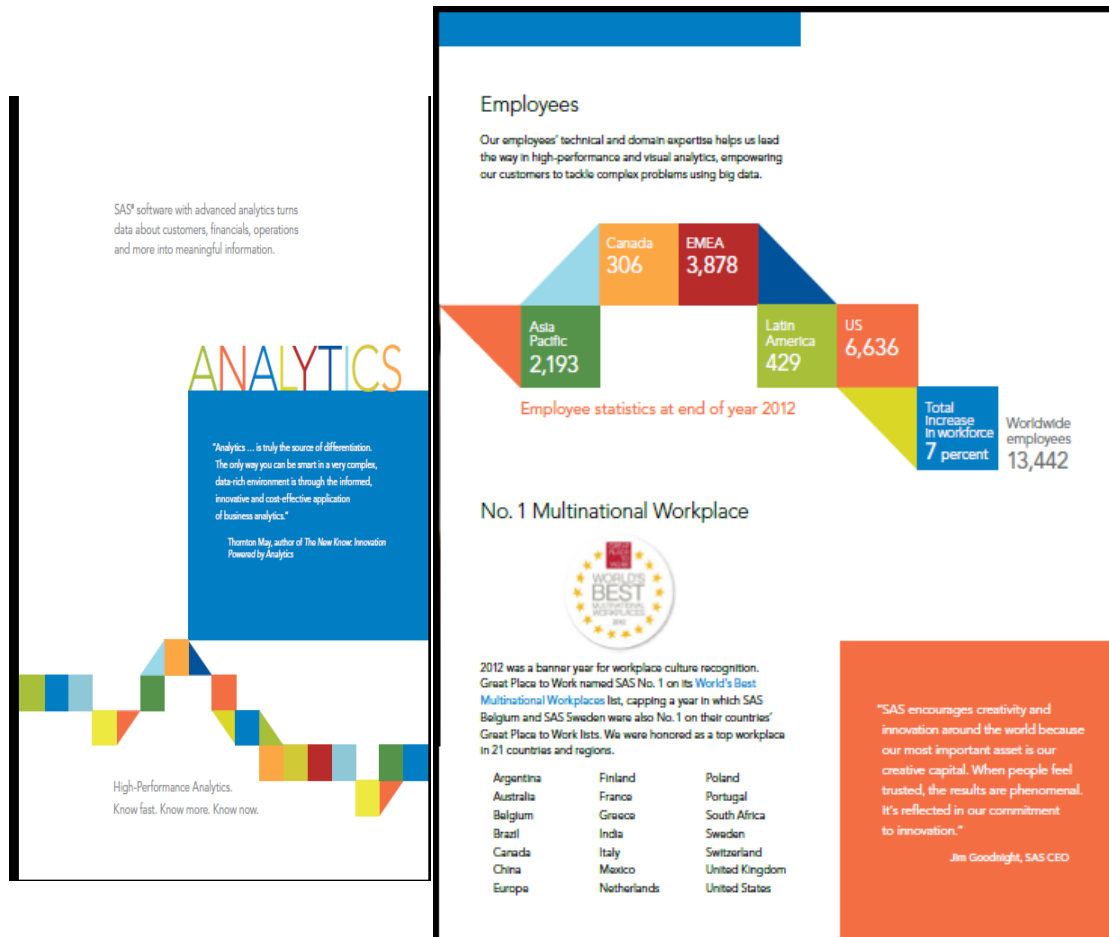 SAS® software with advanced analytics turns
data about customers, financials, operations
and more into meaningful information.
ANALYTICS
"Analytics ... is truly the source of differentiation.
The only way you can be smart in a very complex,
data-rich environment is through the informed,
innovative and cost-effective application
of business analytics."
Thornton May, author of The New Know: Innovation
Powered by Analytics
High-Performance Analytics.
Know fast. Know more. Know now.
Employees
Our employees' technical and domain expertise helps us lead
the way in high-performance and visual analytics, empowering
our customers to tackle complex problems using big data.
Canada
306
EMEA
3,878
Asia
Pacific
2,193
Latin
America
429
US
6,636
Employee statistics at end of year 2012
Total
Increase
in workforce
7 percent
Worldwide
employees
13,442
No. 1 Multinational Workplace
GREAT
PLACE
TO
WORK
WORLD'S
BEST
MULTINATIONAL
WORKPLACES
2012
2012 was a banner year for workplace culture recognition.
Great Place to Work named SAS No. 1 on its World's Best
Multinational Workplaces list, capping a year in which SAS
Belgium and SAS Sweden were also No. 1 on their countries'
Great Place to Work lists. We were honored as a top workplace
in 21 countries and regions.
Argentina
Australia
Belgium
Brazil
Canada
China
Europe
Finland
France
Greece
India
Italy
Mexico
Netherlands
Poland
Portugal
South Africa
Sweden
Switzerland
United Kingdom
United States
"SAS encourages creativity and
innovation around the world because
our most important asset is our
creative capital. When people feel
trusted, the results are phenomenal.
It's reflected in our commitment
to innovation."
Jim Goodnight, SAS CEO